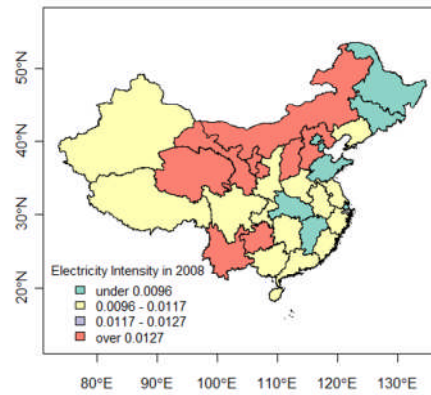 50°N
40°N
30°N
20°N
Electricity Intensity in 2008
under 0.0096
0.0096 - 0.0117
0.0117 - 0.0127
over 0.0127
80°E 90°E 100°E 110°E 120°E 130°E